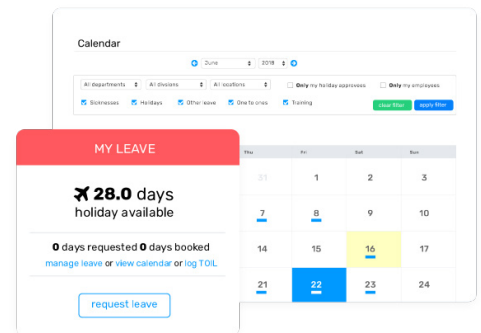 Calendar
June 2018
All departments All divisions All locations Only my holiday approvees Only my employees
Sicknesses Holidays Other leave One to ones Training
clear filter apply filter
MY LEAVE
28.0 days
holiday available
0 days requested 0 days booked
manage leave or view calendar or log TOIL
request leave
Thu Fri Sat Sun
31 1 2 3
7 8 9 10
14 15 16 17
21 22 23 24